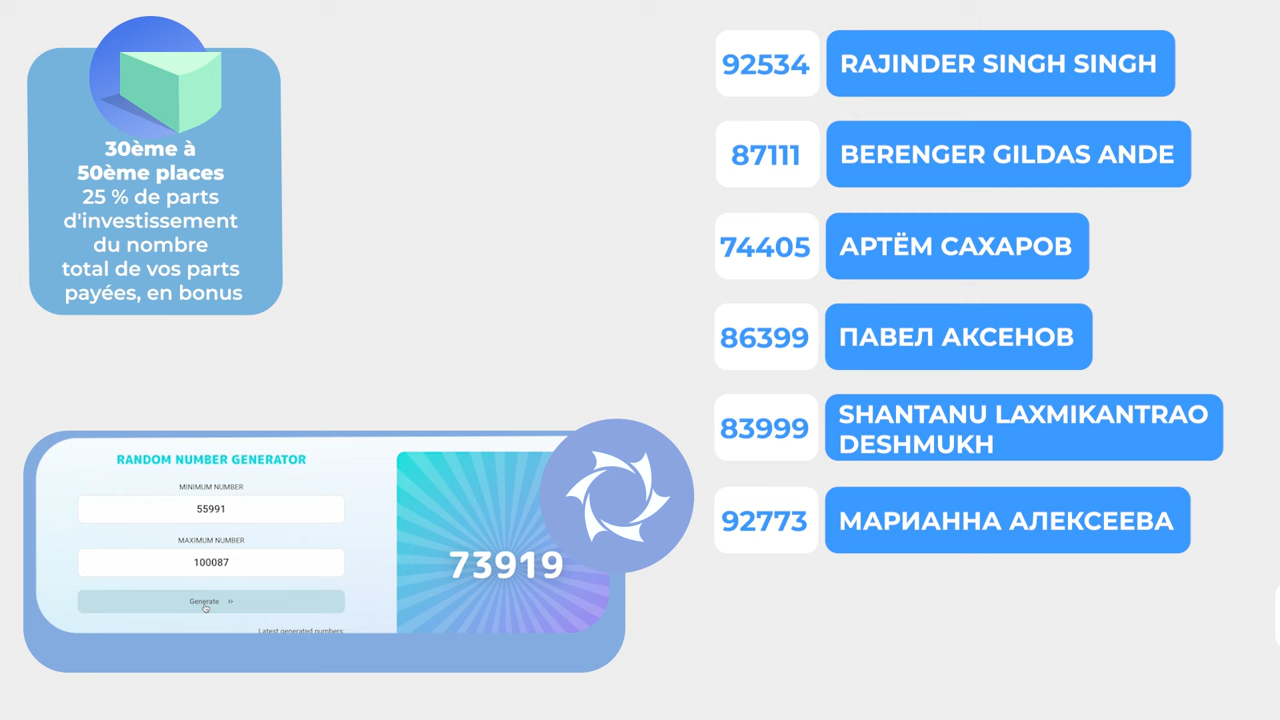 30ème à
50ème places
25 % de parts
d'investissement
du nombre
total de vos parts
payées, en bonus
RANDOM NUMBER GENERATOR
MINIMUM NUMBER
55991
MAXIMUM NUMBER
100087
Generate
Latest generated numbers:
73919
92534 RAJINDER SINGH SINGH
87111 BERENGER GILDAS ANDE
74405 АРТЁМ САХАРОВ
86399 ПАВЕЛ АКСЕНОВ
83999 SHANTANU LAXMIKANTRAO
DESHMUKH
92773 МАРИАННА АЛЕКСЕЕВА